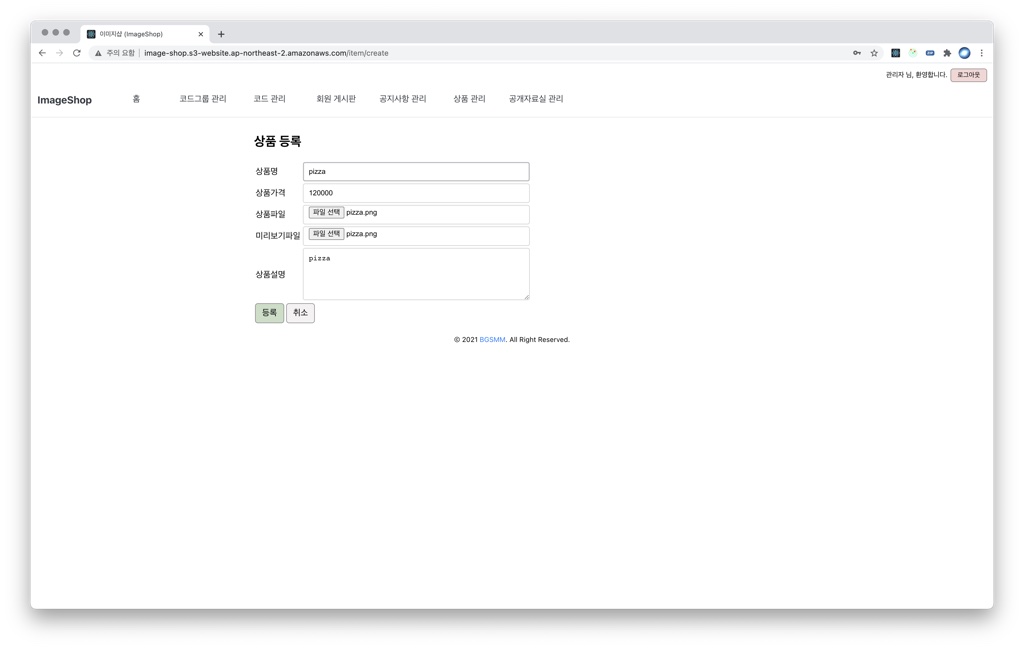 이미지샵 (ImageShop)
주의 요함 image-shop.s3-website.ap-northeast-2.amazonaws.com/item/create
관리자 님, 환영합니다. 로그아웃
ImageShop 홈 코드그룹 관리 코드 관리 회원 게시판 공지사항 관리 상품 관리 공개자료실 관리
상품 등록
상품명 pizza
상품가격 120000
상품파일 파일 선택 pizza.png
미리보기파일 파일 선택 pizza.png
상품설명 pizza
등록 취소
© 2021 BGSMM. All Right Reserved.